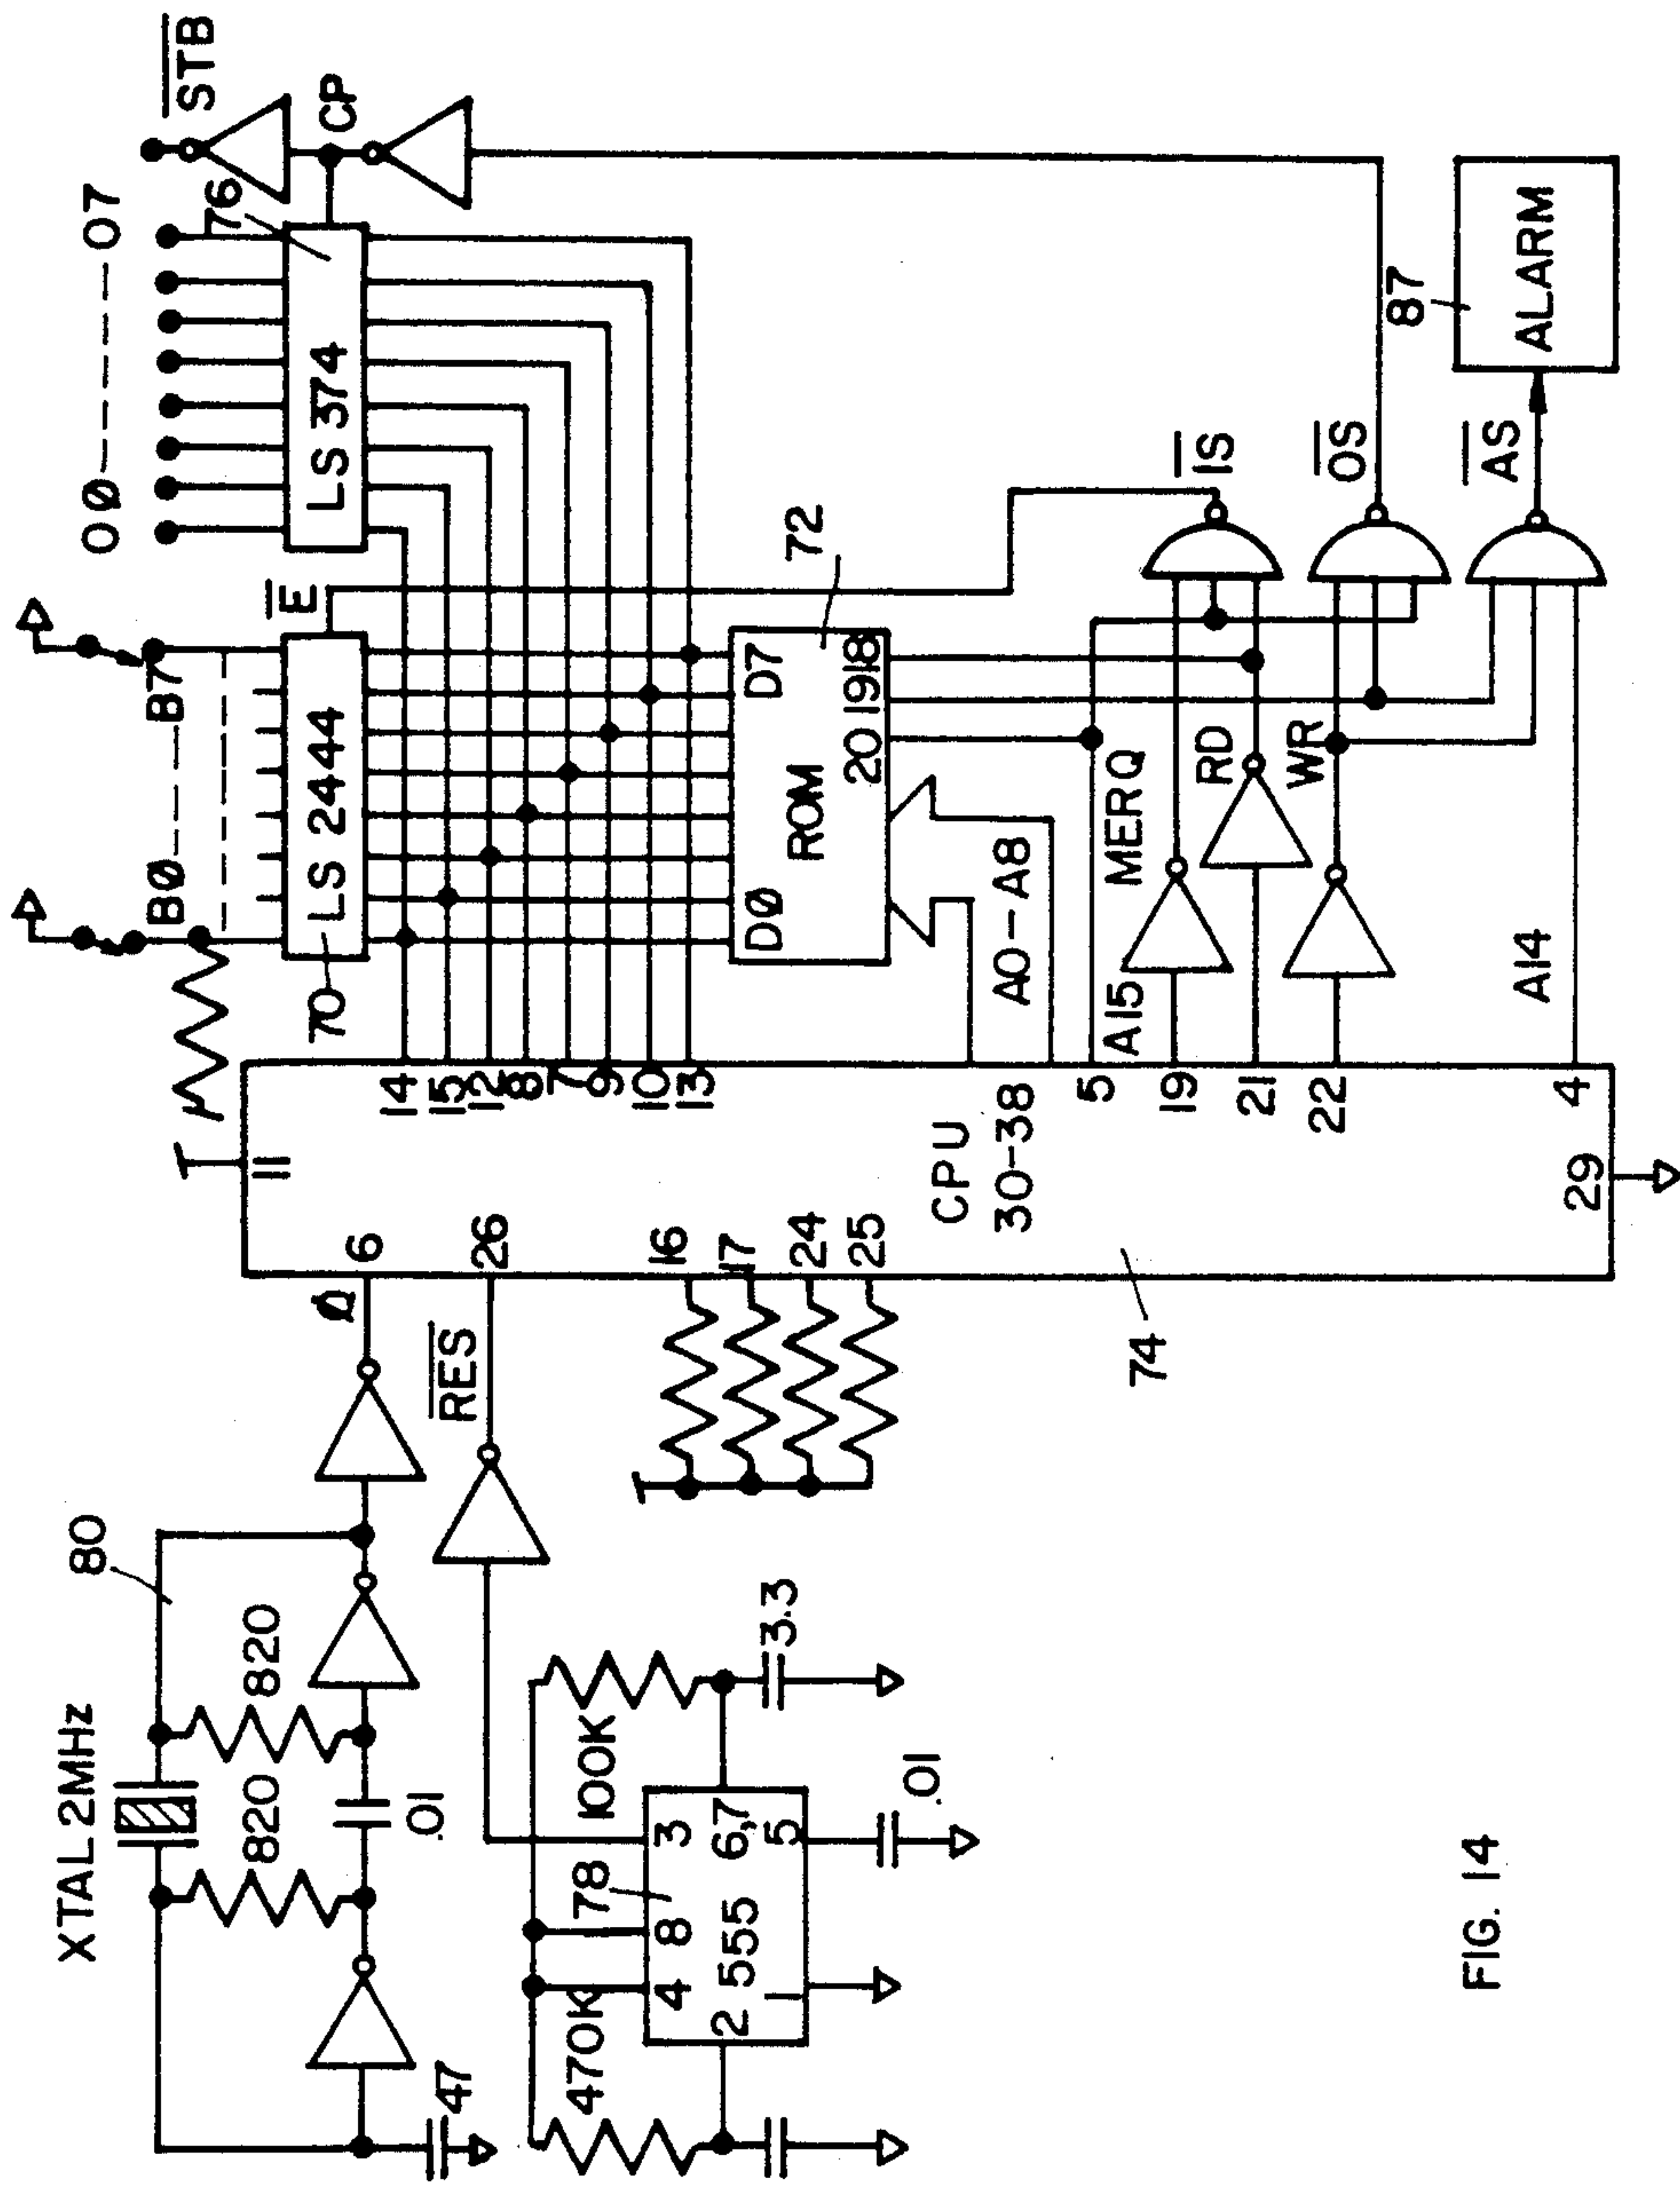 XTAL 2MHz
80
820
820
.01
47
470K
100K
78
4
8
3
2
555
6,7
1
5
3.3
.01
Ø
6
RES
26
16
17
24
25
11
14
15
12
8
7
9
10
13
CPU
30-38
5
19
21
22
4
29
74
B0
B7
70
LS 2444
E
D0
D7
ROM
20
19
18
72
A0-A8
A15
MERQ
RD
WR
A14
00
07
76
LS 374
STB
CP
IS
OS
AS
87
ALARM
FIG. 14